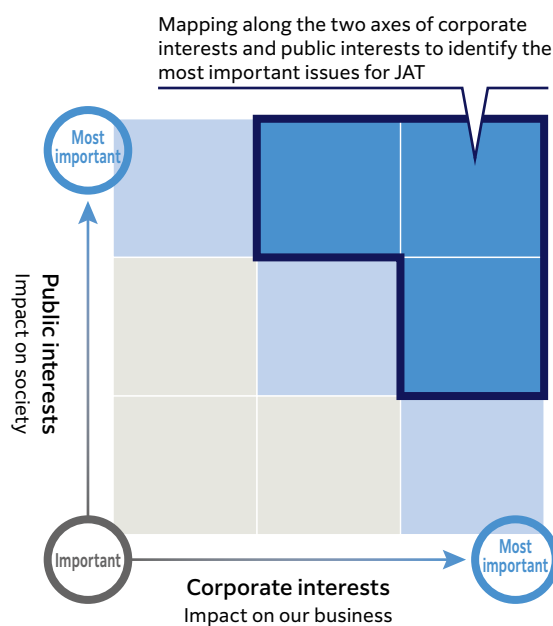 Mapping along the two axes of corporate
interests and public interests to identify the
most important issues for JAT
Most
important
Public interests
Impact on society
Important
Most
important
Corporate interests
Impact on our business